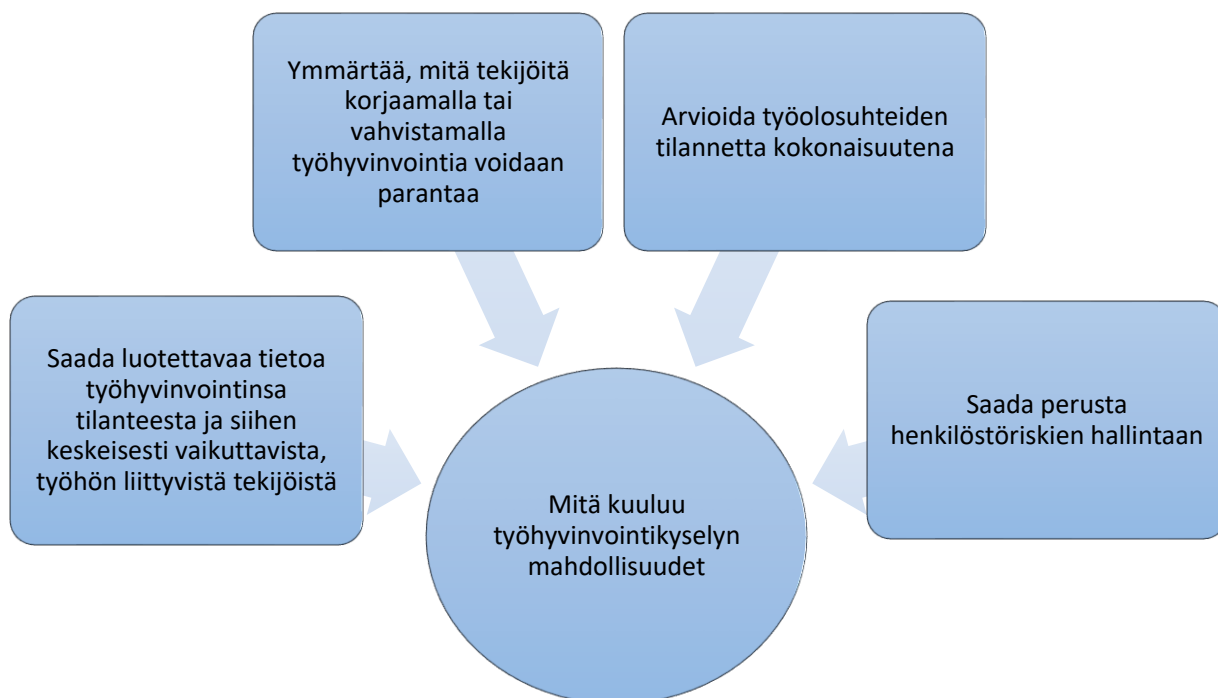 Ymmärtää, mitä tekijöitä
korjaamalla tai
vahvistamalla
työhyvinvointia voidaan
parantaa
Arvioida työolosuhteiden
tilannetta kokonaisuutena
Saada luotettavaa tietoa
työhyvinvointinsa
tilanteesta ja siihen
keskeisesti vaikuttavista,
työhön liittyvistä tekijöistä
Saada perusta
henkilöstöriskien hallintaan
Mitä kuuluu
työhyvinvointikyselyn
mahdollisuudet